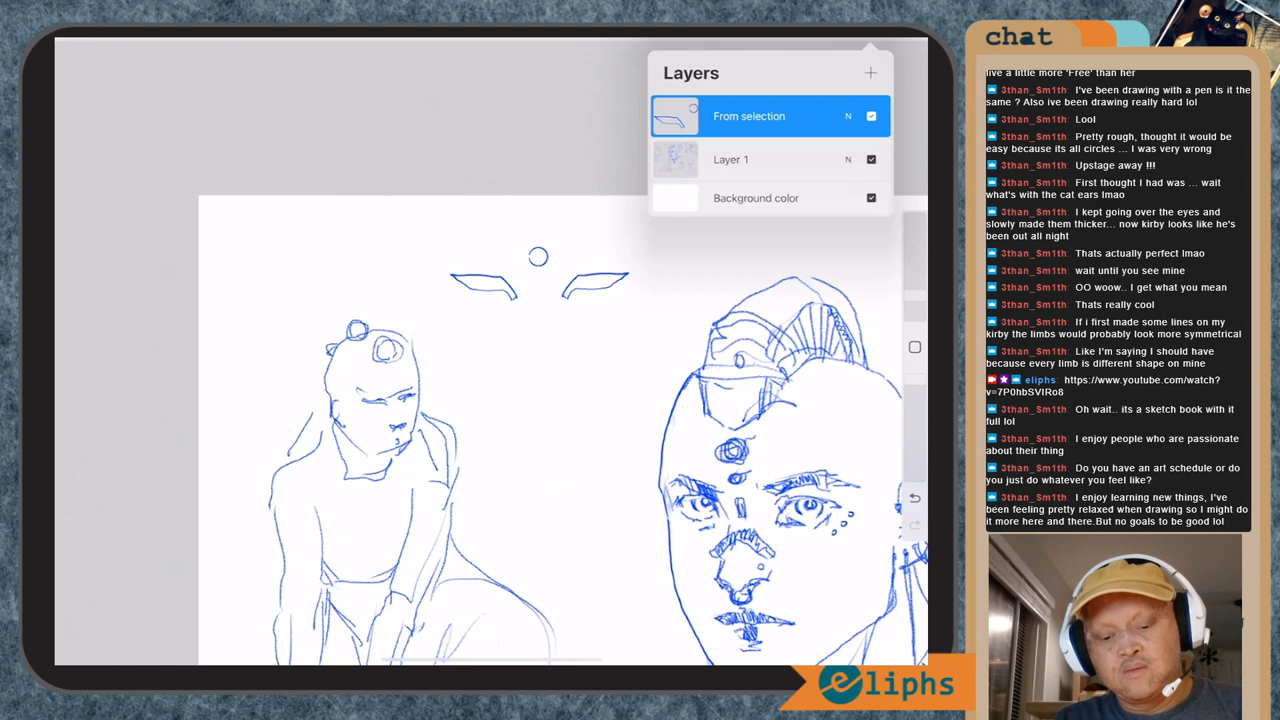 Layers
From selection N
Layer 1 N
Background color
chat
live a little more 'Free' than her
3than_Sm1th: I've been drawing with a pen is it the
same ? Also ive been drawing really hard lol
3than_Sm1th: Lool
3than_Sm1th: Pretty rough, thought it would be
easy because its all circles ... I was very wrong
3than_Sm1th: Upstage away !!!
3than_Sm1th: First thought I had was ... wait
what's with the cat ears lmao
3than_Sm1th: I kept going over the eyes and
slowly made them thicker... now kirby looks like he's
been out all night
3than_Sm1th: Thats actually perfect lmao
3than_Sm1th: wait until you see mine
3than_Sm1th: OO woow.. I get what you mean
3than_Sm1th: Thats really cool
3than_Sm1th: If i first made some lines on my
kirby the limbs would probably look more symmetrical
3than_Sm1th: Like I'm saying I should have
because every limb is different shape on mine
eliphs: https://www.youtube.com/watch?
v=7P0hbSVIRo8
3than_Sm1th: Oh wait.. its a sketch book with it
full lol
3than_Sm1th: I enjoy people who are passionate
about their thing
3than_Sm1th: Do you have an art schedule or do
you just do whatever you feel like?
3than_Sm1th: I enjoy learning new things, I've
been feeling pretty relaxed when drawing so I might do
it more here and there.But no goals to be good lol
eliphs